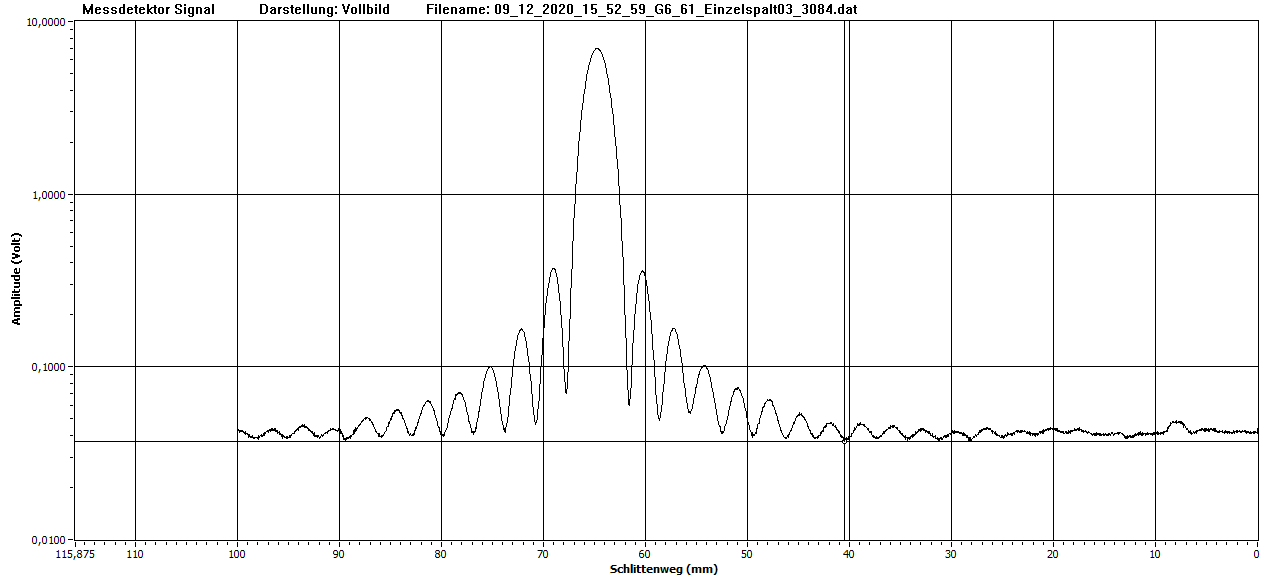 Messdetektor Signal Darstellung: Vollbild Filename: 09_12_2020_15_52_59_G6_61_Einzelspalt03_3084.dat
10,0000
1,0000
0,1000
0,0100
Amplitude (Volt)
115,875 110 100 90 80 70 60 50 40 30 20 10 0
Schlittenweg (mm)